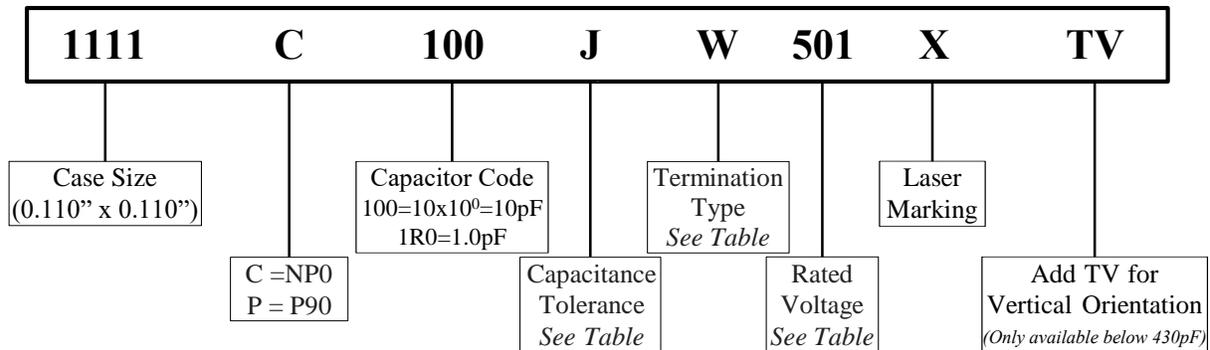 1111 C 100 J W 501 X TV
Case Size
(0.110” x 0.110”)
C =NP0
P = P90
Capacitor Code
100=10x10⁰=10pF
1R0=1.0pF
Capacitance
Tolerance
See Table
Termination
Type
See Table
Rated
Voltage
See Table
Laser
Marking
Add TV for
Vertical Orientation
(Only available below 430pF)